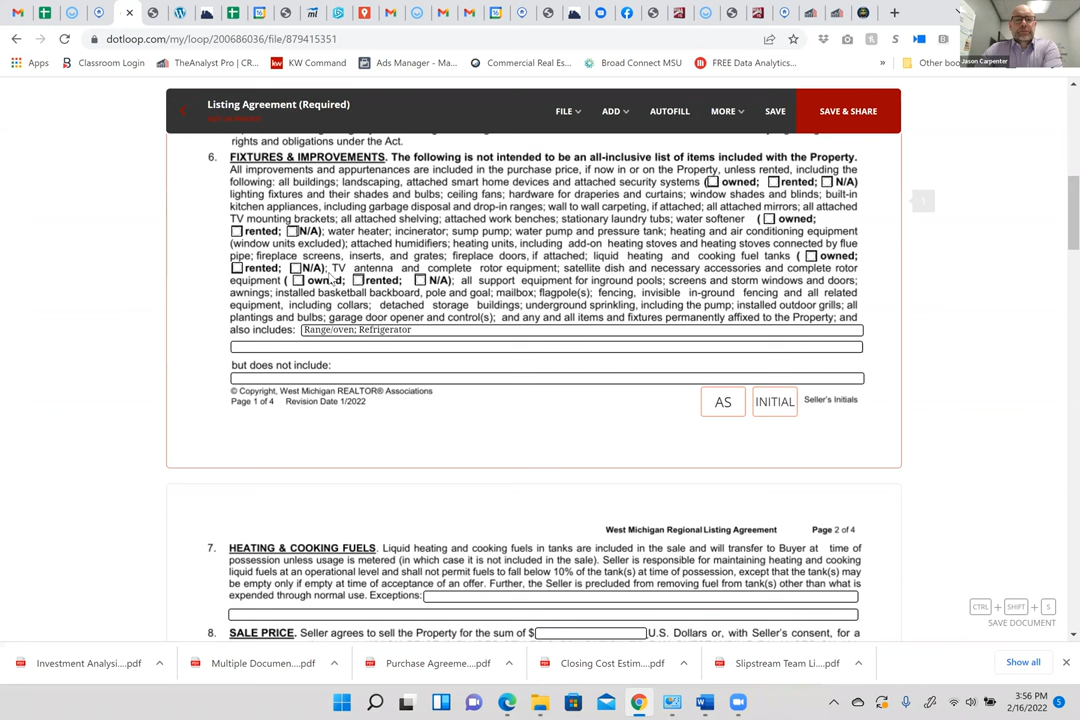 dotloop.com/my/loop/200686036/file/879415351
Apps
Classroom Login
TheAnalyst Pro | CR...
KW Command
Ads Manager - Ma...
Commercial Real Es...
Broad Connect MSU
FREE Data Analytics...
»
Other boo
Jason Carpenter
Listing Agreement (Required)
FILE
ADD
AUTOFILL
MORE
SAVE
SAVE & SHARE
rights and obligations under the Act.
6. FIXTURES & IMPROVEMENTS. The following is not intended to be an all-inclusive list of items included with the Property.
All improvements and appurtenances are included in the purchase price, if now in or on the Property, unless rented, including the
following: all buildings; landscaping, attached smart home devices and attached security systems ( owned; rented; N/A)
lighting fixtures and their shades and bulbs; ceiling fans; hardware for draperies and curtains; window shades and blinds; built-in
kitchen appliances, including garbage disposal and drop-in ranges; wall to wall carpeting, if attached; all attached mirrors; all attached
TV mounting brackets; all attached shelving; attached work benches; stationary laundry tubs; water softener ( owned;
rented; N/A); water heater; incinerator; sump pump; water pump and pressure tank; heating and air conditioning equipment
(window units excluded); attached humidifiers; heating units, including add-on heating stoves and heating stoves connected by flue
pipe; fireplace screens, inserts, and grates; fireplace doors, if attached; liquid heating and cooking fuel tanks ( owned;
rented; N/A); TV antenna and complete rotor equipment; satellite dish and necessary accessories and complete rotor
equipment ( owned; rented; N/A); all support equipment for inground pools; screens and storm windows and doors;
awnings; installed basketball backboard, pole and goal; mailbox; flagpole(s); fencing, invisible in-ground fencing and all related
equipment, including collars; detached storage buildings; underground sprinkling, including the pump; installed outdoor grills; all
plantings and bulbs; garage door opener and control(s); and any and all items and fixtures permanently affixed to the Property; and
also includes: Range/oven; Refrigerator
but does not include:
© Copyright, West Michigan REALTOR® Associations
Page 1 of 4 Revision Date 1/2022
AS
INITIAL
Seller's Initials
West Michigan Regional Listing Agreement Page 2 of 4
7. HEATING & COOKING FUELS. Liquid heating and cooking fuels in tanks are included in the sale and will transfer to Buyer at time of
possession unless usage is metered (in which case it is not included in the sale). Seller is responsible for maintaining heating and cooking
liquid fuels at an operational level and shall not permit fuels to fall below 10% of the tank(s) at time of possession, except that the tank(s) may
be empty only if empty at time of acceptance of an offer. Further, the Seller is precluded from removing fuel from tank(s) other than what is
expended through normal use. Exceptions:
8. SALE PRICE. Seller agrees to sell the Property for the sum of $ U.S. Dollars or, with Seller's consent, for a
CTRL + SHIFT + S
SAVE DOCUMENT
Investment Analysi....pdf
Multiple Documen....pdf
Purchase Agreeme....pdf
Closing Cost Estim....pdf
Slipstream Team Li....pdf
Show all
3:56 PM
2/16/2022